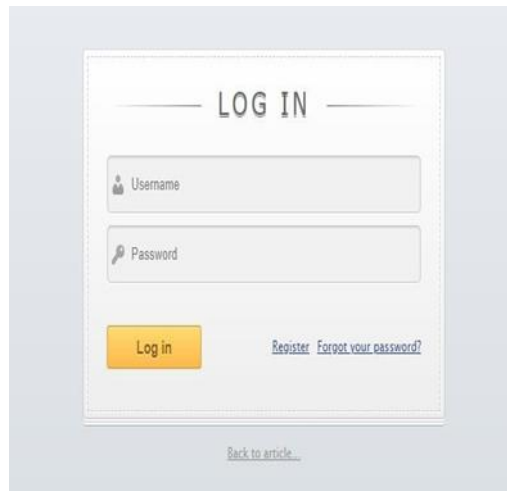 LOG IN
Username
Password
Log in Register Forgot your password?
Back to article...